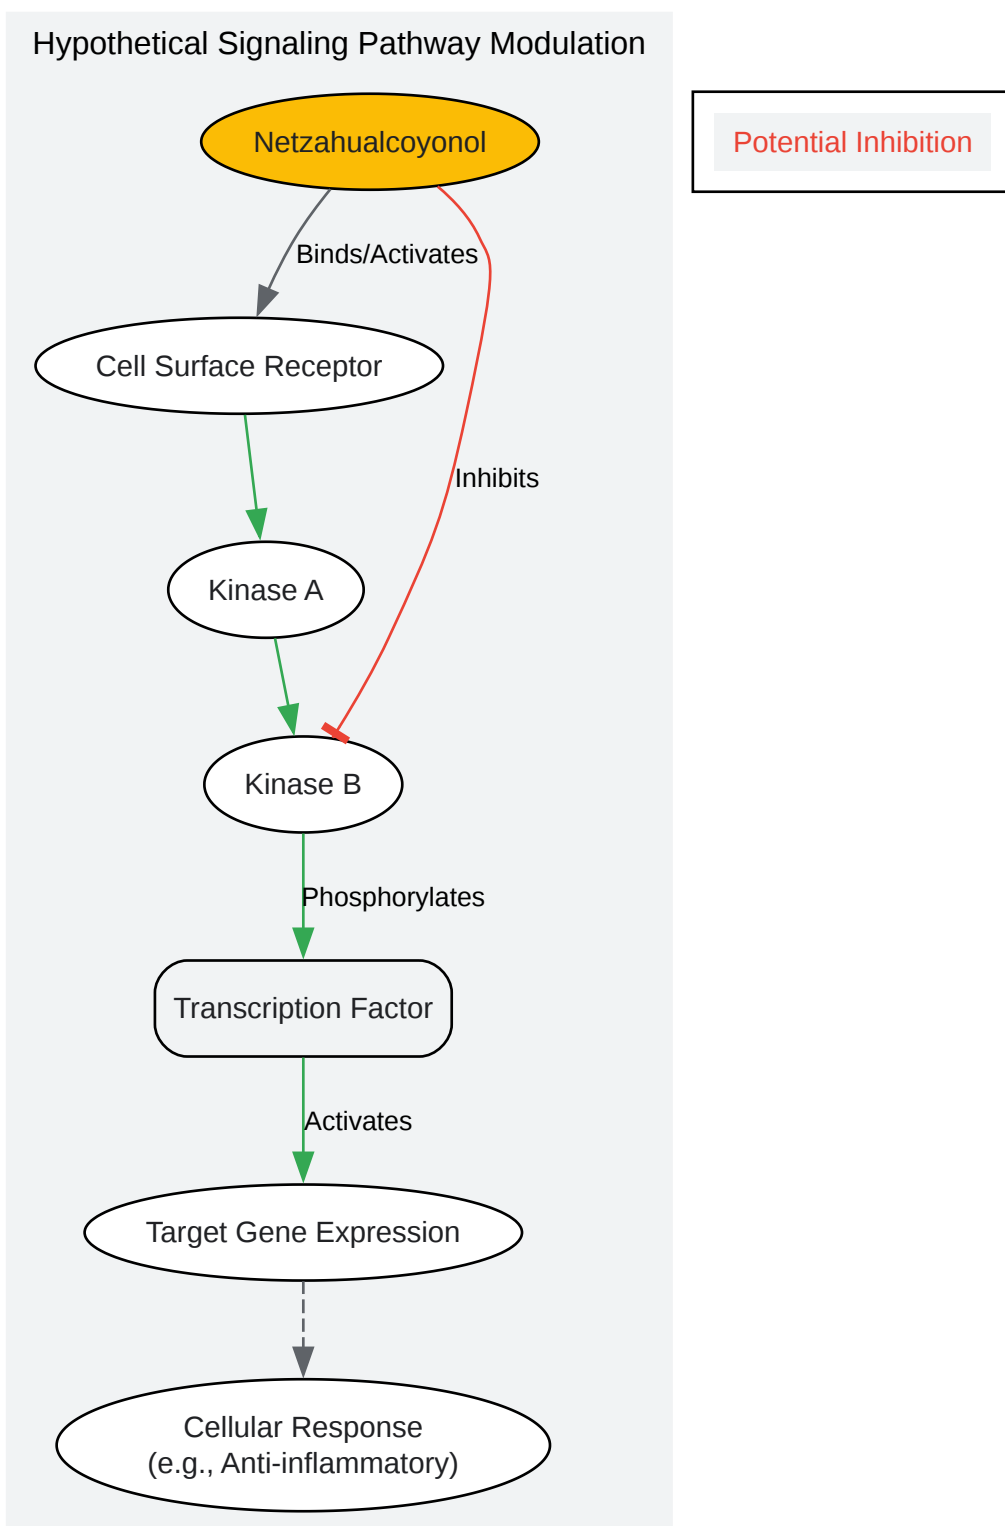 Hypothetical Signaling Pathway Modulation
Netzahualcoyonol
Potential Inhibition
Binds/Activates
Cell Surface Receptor
Inhibits
Kinase A
Kinase B
Phosphorylates
Transcription Factor
Activates
Target Gene Expression
Cellular Response
(e.g., Anti-inflammatory)